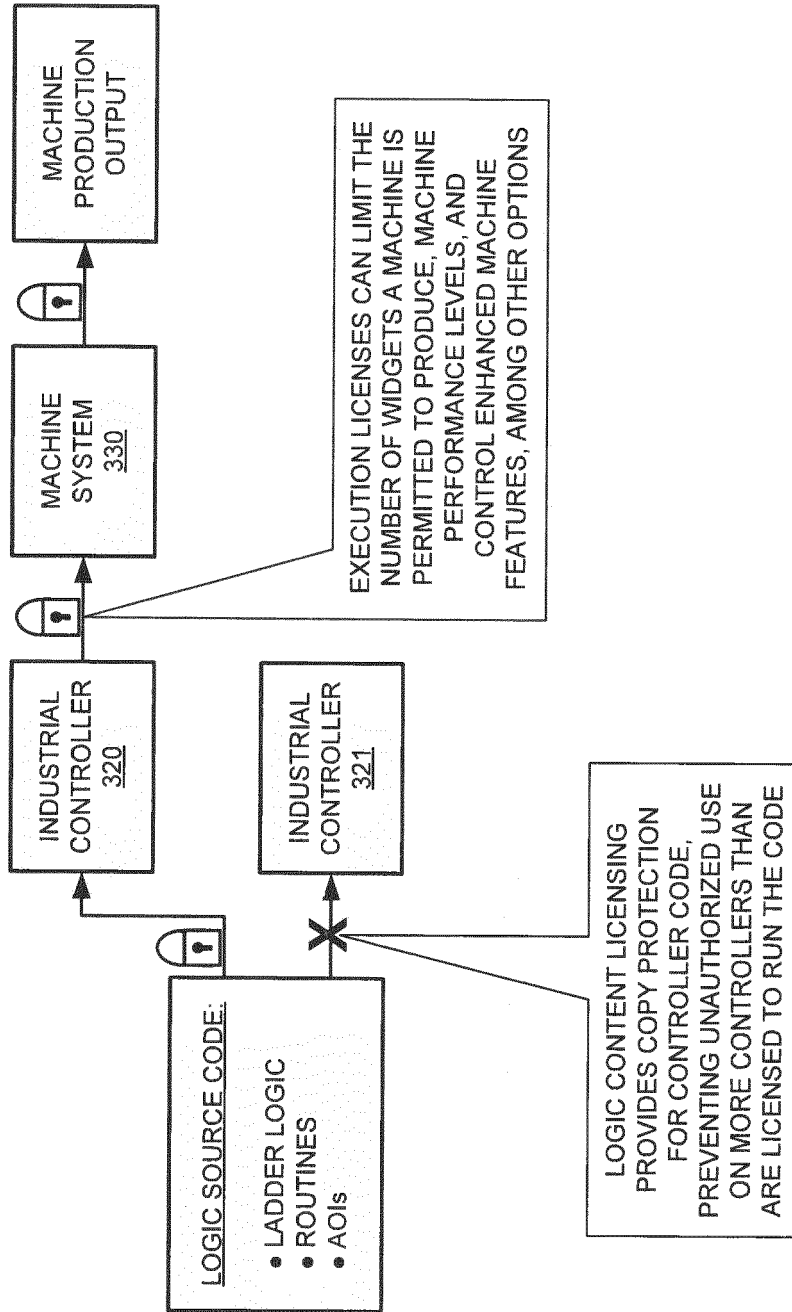 LOGIC SOURCE CODE:
• LADDER LOGIC
• ROUTINES
• AOIs
INDUSTRIAL
CONTROLLER
320
MACHINE
SYSTEM
330
MACHINE
PRODUCTION
OUTPUT
X
INDUSTRIAL
CONTROLLER
321
EXECUTION LICENSES CAN LIMIT THE
NUMBER OF WIDGETS A MACHINE IS
PERMITTED TO PRODUCE, MACHINE
PERFORMANCE LEVELS, AND
CONTROL ENHANCED MACHINE
FEATURES, AMONG OTHER OPTIONS
LOGIC CONTENT LICENSING
PROVIDES COPY PROTECTION
FOR CONTROLLER CODE,
PREVENTING UNAUTHORIZED USE
ON MORE CONTROLLERS THAN
ARE LICENSED TO RUN THE CODE